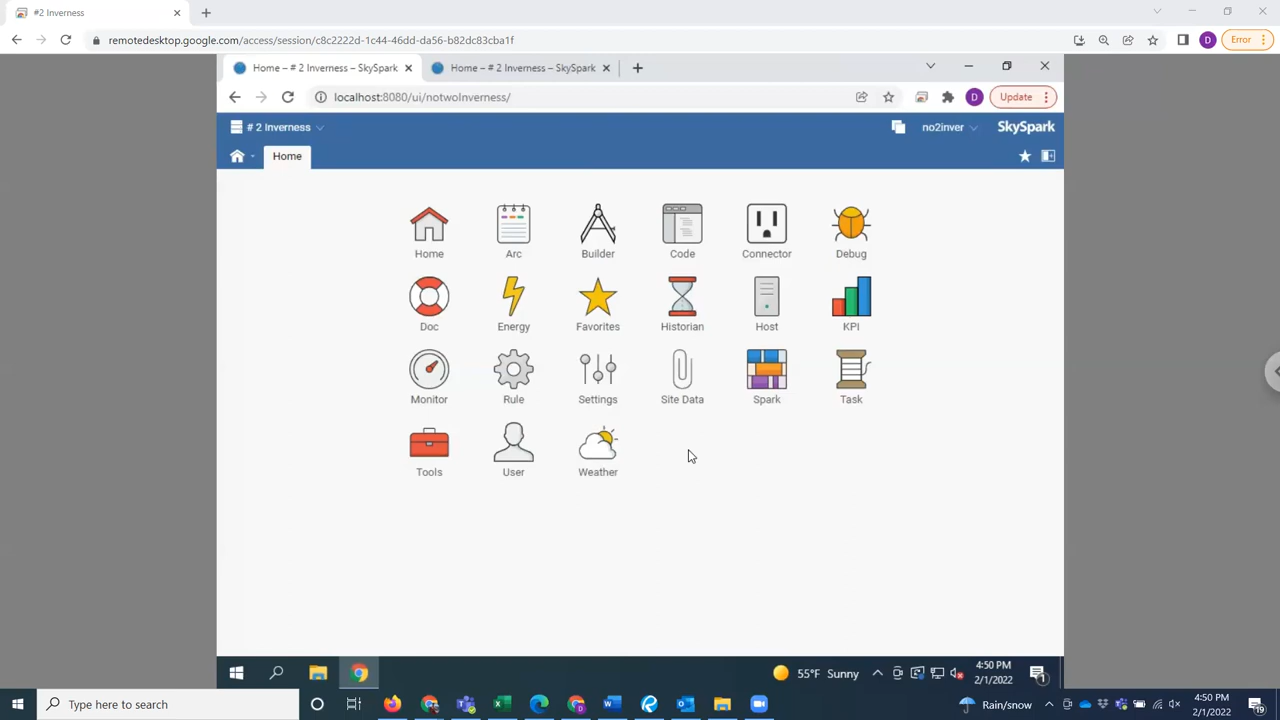 #2 Inverness
remotedesktop.google.com/access/session/c8c2222d-1c44-46dd-da56-b82dc83cba1f
D
Error
Home – # 2 Inverness – SkySpark
Home – # 2 Inverness – SkySpark
localhost:8080/ui/notwoInverness/
D
Update
# 2 Inverness
no2inver
SkySpark
Home
Home
Arc
Builder
Code
Connector
Debug
Doc
Energy
Favorites
Historian
Host
KPI
Monitor
Rule
Settings
Site Data
Spark
Task
Tools
User
Weather
55°F Sunny
4:50 PM
2/1/2022
1
Type here to search
Rain/snow
4:50 PM
2/1/2022
19